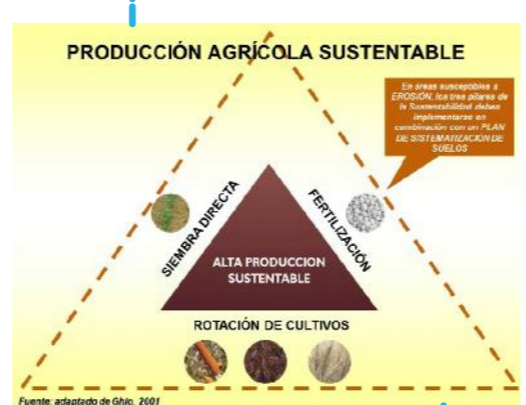 PRODUCCIÓN AGRÍCOLA SUSTENTABLE
En áreas susceptibles a
EROSIÓN, los tres pilares de
la Sustentabilidad deben
implementarse en
combinación con un PLAN
DE SISTEMATIZACIÓN DE
SUELOS
SIEMBRA DIRECTA
FERTILIZACIÓN
ALTA PRODUCCION
SUSTENTABLE
ROTACIÓN DE CULTIVOS
Fuente: adaptado de Ghio, 2001